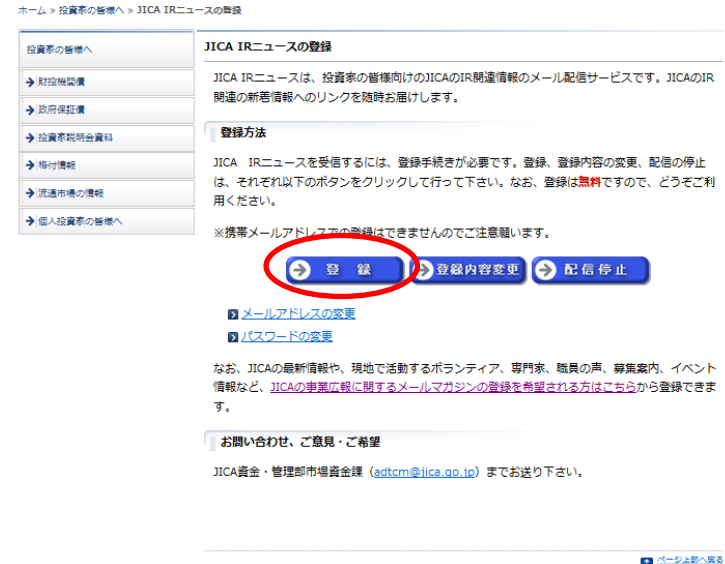 ホーム » 投資家の皆様へ » JICA IRニュースの登録
投資家の皆様へ
財投機関債
政府保証債
投資家説明会資料
格付情報
流通市場の情報
個人投資家の皆様へ
JICA IRニュースの登録
JICA IRニュースは、投資家の皆様向けのJICAのIR関連情報のメール配信サービスです。JICAのIR
関連の新着情報へのリンクを随時お届けします。
登録方法
JICA　IRニュースを受信するには、登録手続きが必要です。登録、登録内容の変更、配信の停止
は、それぞれ以下のボタンをクリックして行って下さい。なお、登録は無料ですので、どうぞご利
用ください。
※携帯メールアドレスでの登録はできませんのでご注意願います。
登　録 登録内容変更 配信停止
メールアドレスの変更
パスワードの変更
なお、JICAの最新情報や、現地で活動するボランティア、専門家、職員の声、募集案内、イベント
情報など、JICAの事業広報に関するメールマガジンの登録を希望される方はこちらから登録できま
す。
お問い合わせ、ご意見・ご希望
JICA資金・管理部市場資金課（adtcm@jica.go.jp）までお送り下さい。
ページ上部へ戻る